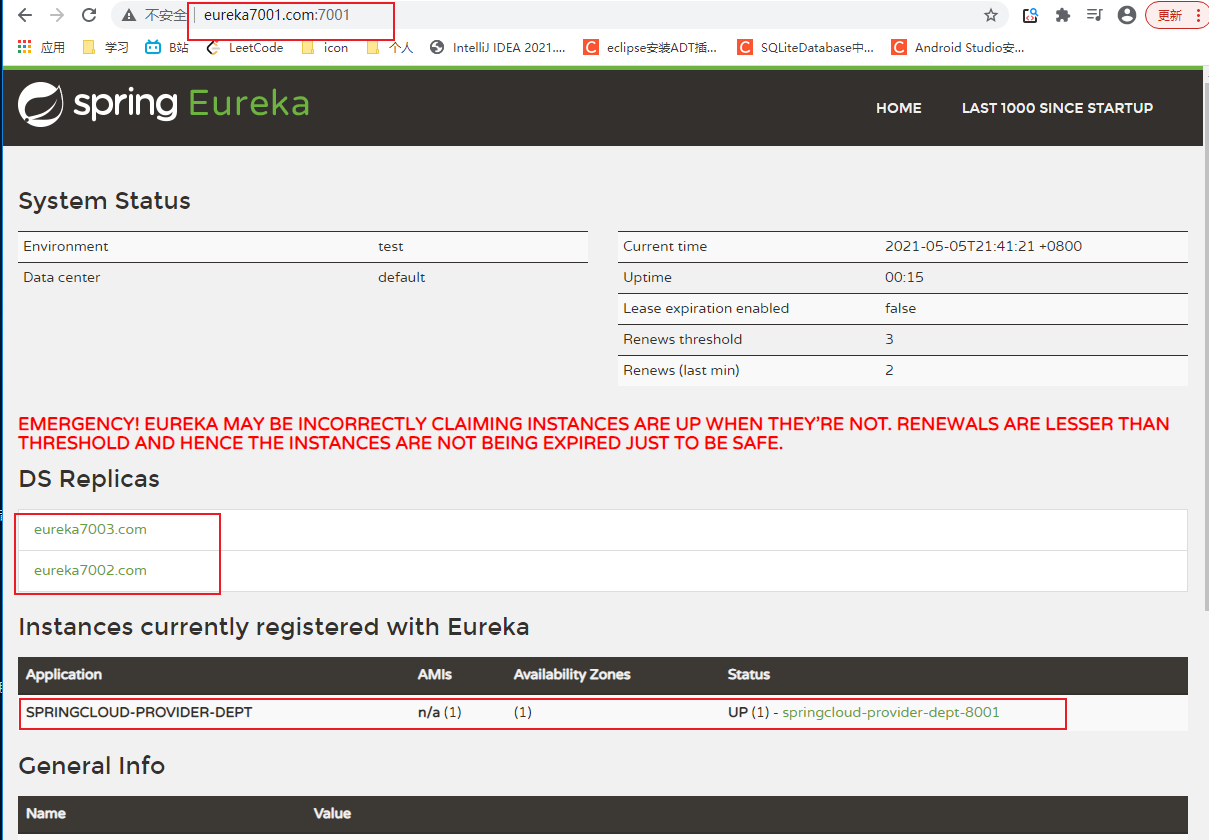 不安全 eureka7001.com:7001 更新
应用 学习 B站 LeetCode icon 个人 IntelliJ IDEA 2021.... eclipse安装ADT插... SQLiteDatabase中... Android Studio安...
spring Eureka HOME LAST 1000 SINCE STARTUP
System Status
Environment test Current time 2021-05-05T21:41:21 +0800
Data center default Uptime 00:15
Lease expiration enabled false
Renews threshold 3
Renews (last min) 2
EMERGENCY! EUREKA MAY BE INCORRECTLY CLAIMING INSTANCES ARE UP WHEN THEY'RE NOT. RENEWALS ARE LESSER THAN
THRESHOLD AND HENCE THE INSTANCES ARE NOT BEING EXPIRED JUST TO BE SAFE.
DS Replicas
eureka7003.com
eureka7002.com
Instances currently registered with Eureka
Application AMIs Availability Zones Status
SPRINGCLOUD-PROVIDER-DEPT n/a (1) (1) UP (1) - springcloud-provider-dept-8001
General Info
Name Value